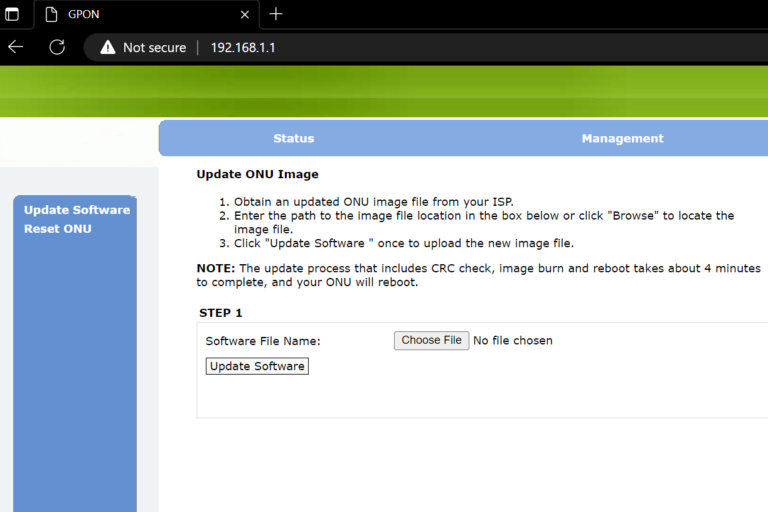 GPON
Not secure
192.168.1.1
Status
Management
Update Software
Reset ONU
Update ONU Image
1. Obtain an updated ONU image file from your ISP.
2. Enter the path to the image file location in the box below or click "Browse" to locate the
image file.
3. Click "Update Software " once to upload the new image file.
NOTE: The update process that includes CRC check, image burn and reboot takes about 4 minutes
to complete, and your ONU will reboot.
STEP 1
Software File Name:
Choose File No file chosen
Update Software